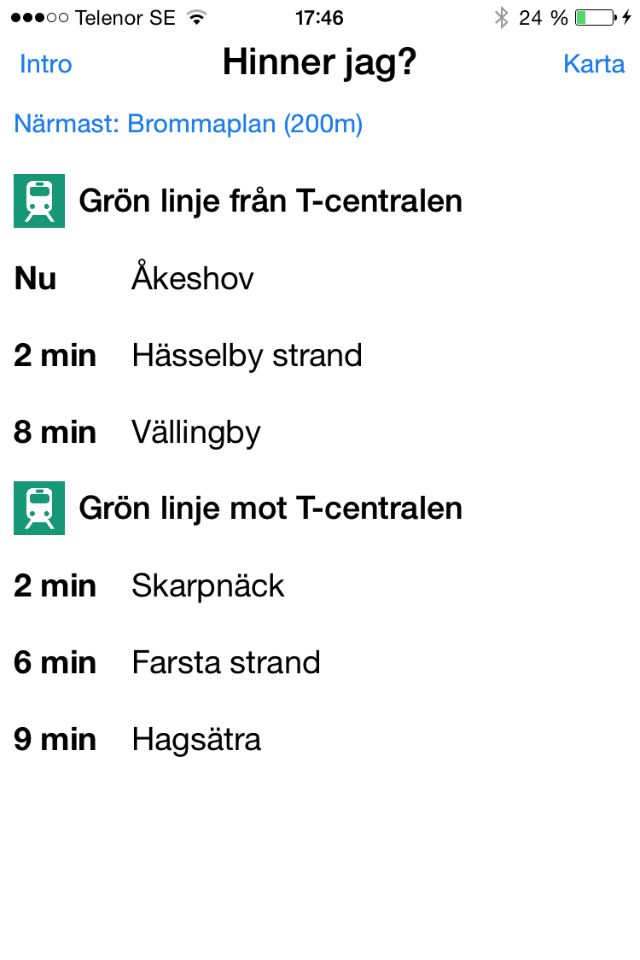 Telenor SE 17:46 24 %
Intro Hinner jag? Karta
Närmast: Brommaplan (200m)
Grön linje från T-centralen
Nu Åkeshov
2 min Hässelby strand
8 min Vällingby
Grön linje mot T-centralen
2 min Skarpnäck
6 min Farsta strand
9 min Hagsätra